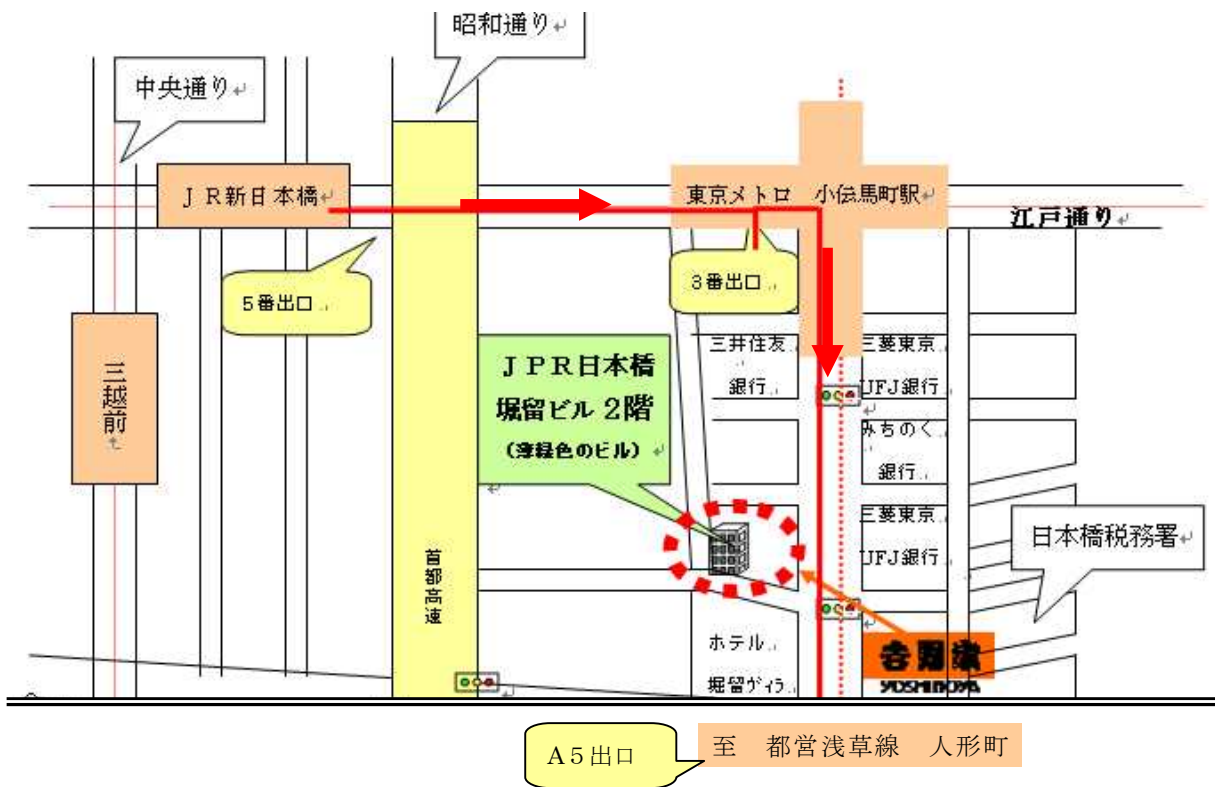 昭和通り
中央通り
ＪＲ新日本橋
東京メトロ　小伝馬町駅
江戸通り
５番出口
３番出口
三越前
ＪＰＲ日本橋
堀留ビル ２階
（薄緑色のビル）
三井住友
銀行
三菱東京
UFJ銀行
みちのく
銀行
三菱東京
UFJ銀行
日本橋税務署
首都高速
ホテル
堀留ヴィラ
吉野家
YOSHINOYA
Ａ５出口
至　都営浅草線　人形町